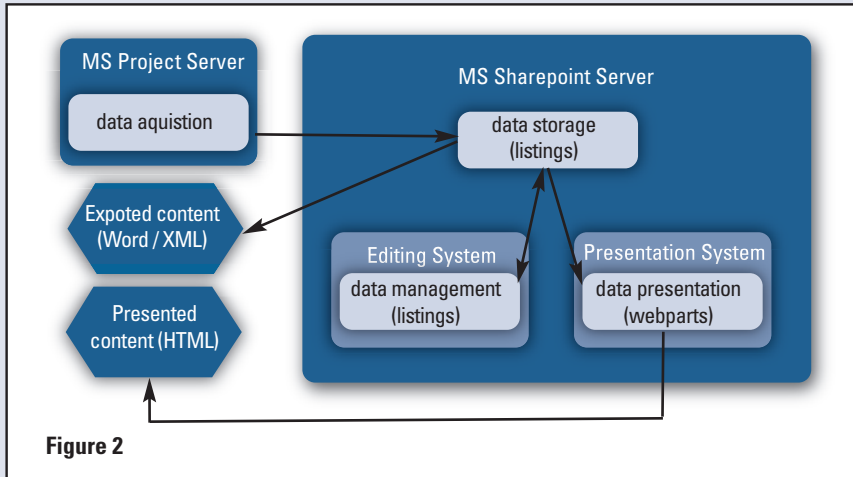 MS Project Server
data aquistion
MS Sharepoint Server
data storage
(listings)
Expoted content
(Word / XML)
Editing System
data management
(listings)
Presentation System
data presentation
(webparts)
Presented
content (HTML)
Figure 2